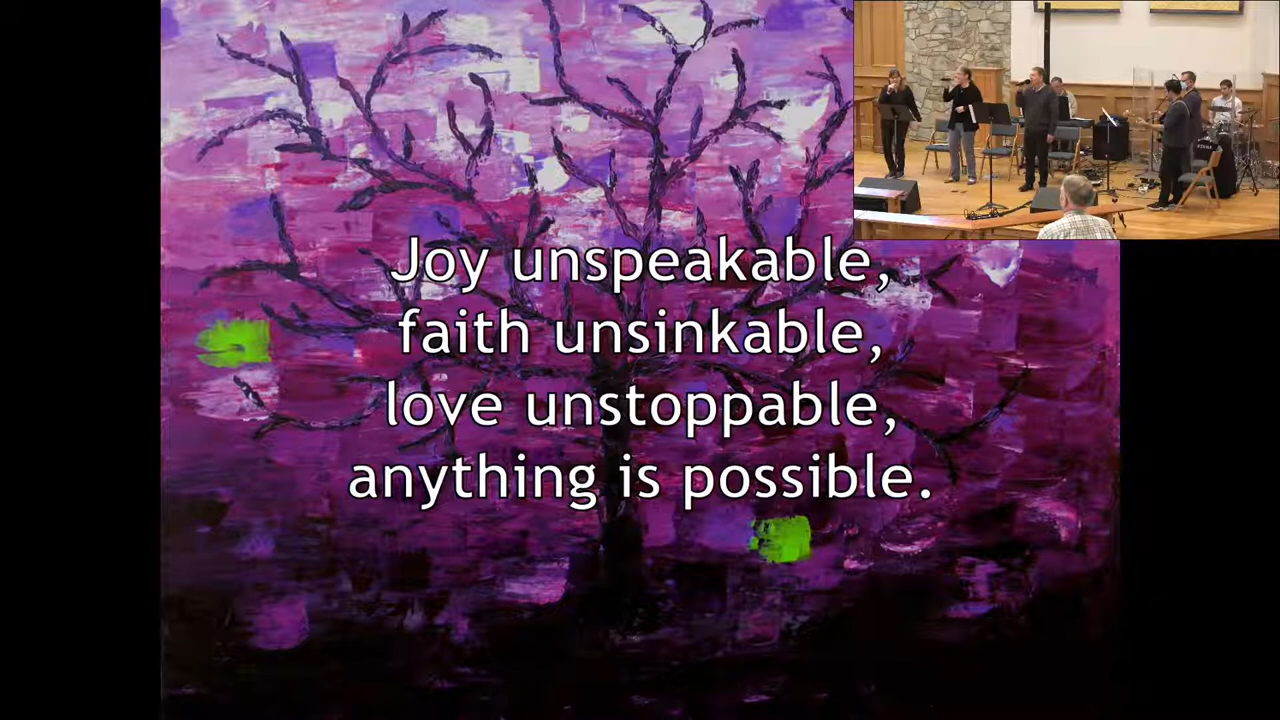 Joy unspeakable,
faith unsinkable,
love unstoppable,
anything is possible.